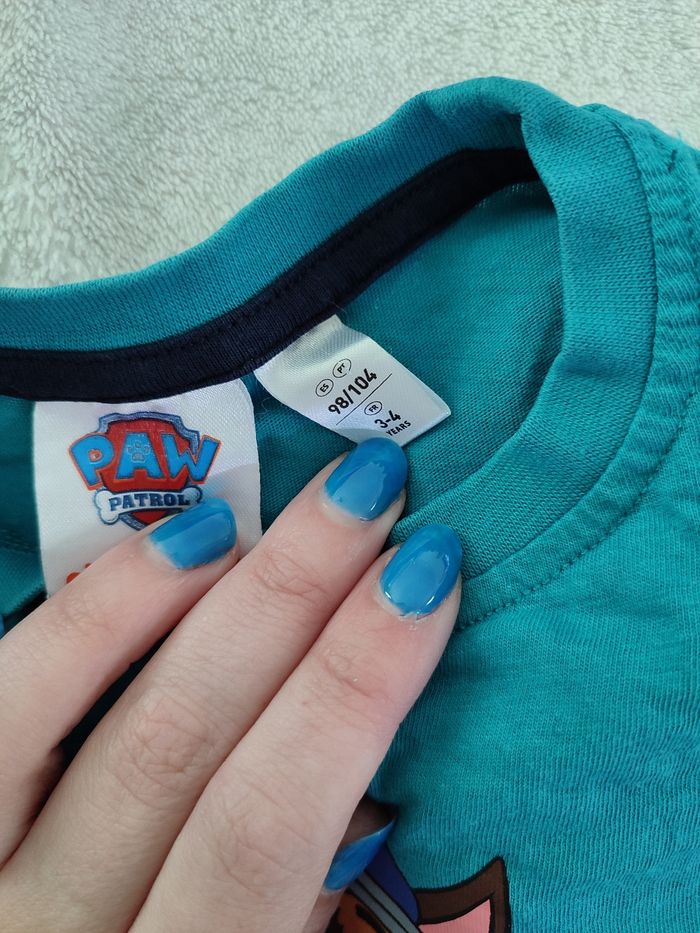 PAW
PATROL
ES PT
98/104
FR
3-4
YEARS